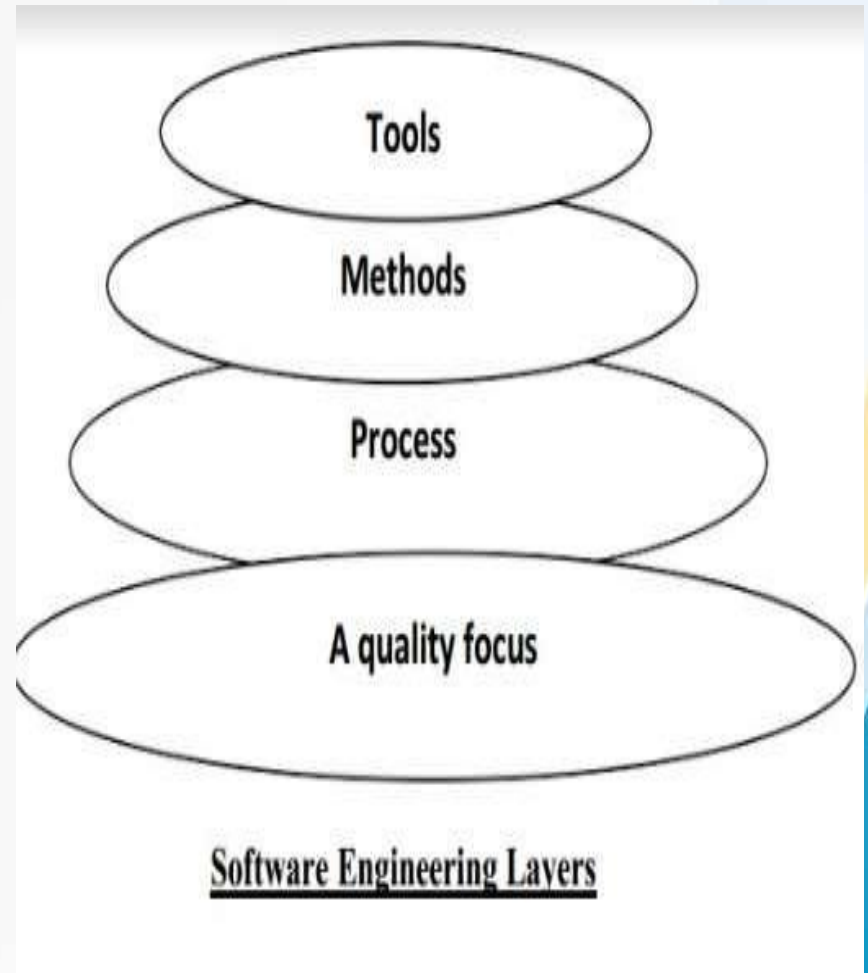 Tools
Methods
Process
A quality focus
Software Engineering Layers